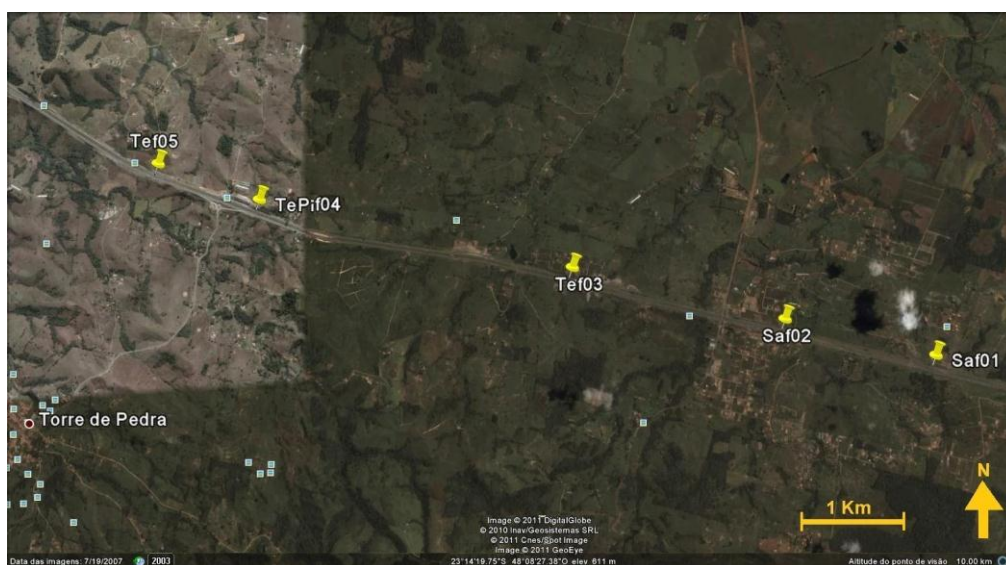 Tef05
TePif04
Tef03
Saf02
Saf01
Torre de Pedra
N
1 Km
Image © 2011 DigitalGlobe
© 2010 Inav/Geosistemas SRL
© 2011 Cnes/Spot Image
Image © 2011 GeoEye
Data das imagens: 7/19/2007 2003 23°14'19.75"S 48°08'27.38"O elev 611 m Altitude do ponto de visão 10.00 km